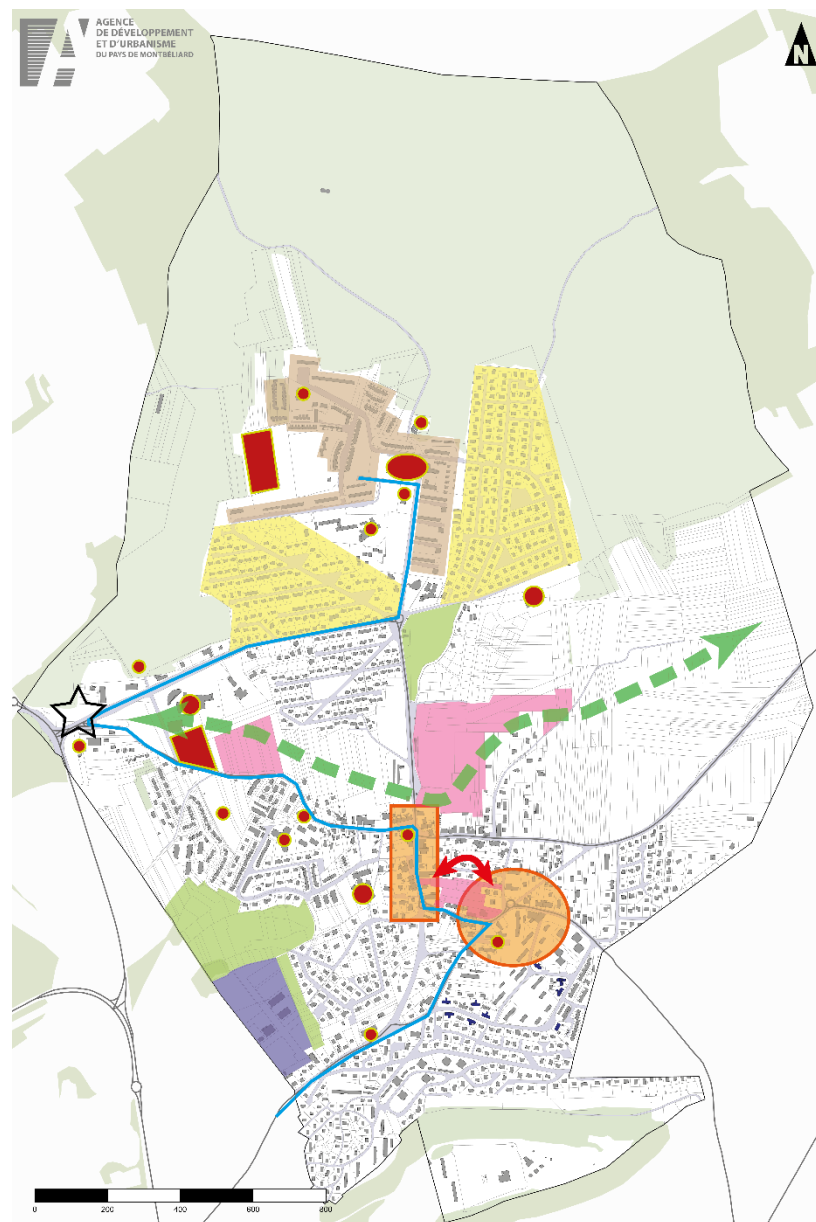 AGENCE
DE DÉVELOPPEMENT
ET D'URBANISME
DU PAYS DE MONTBÉLIARD
N
0 200 400 600 800